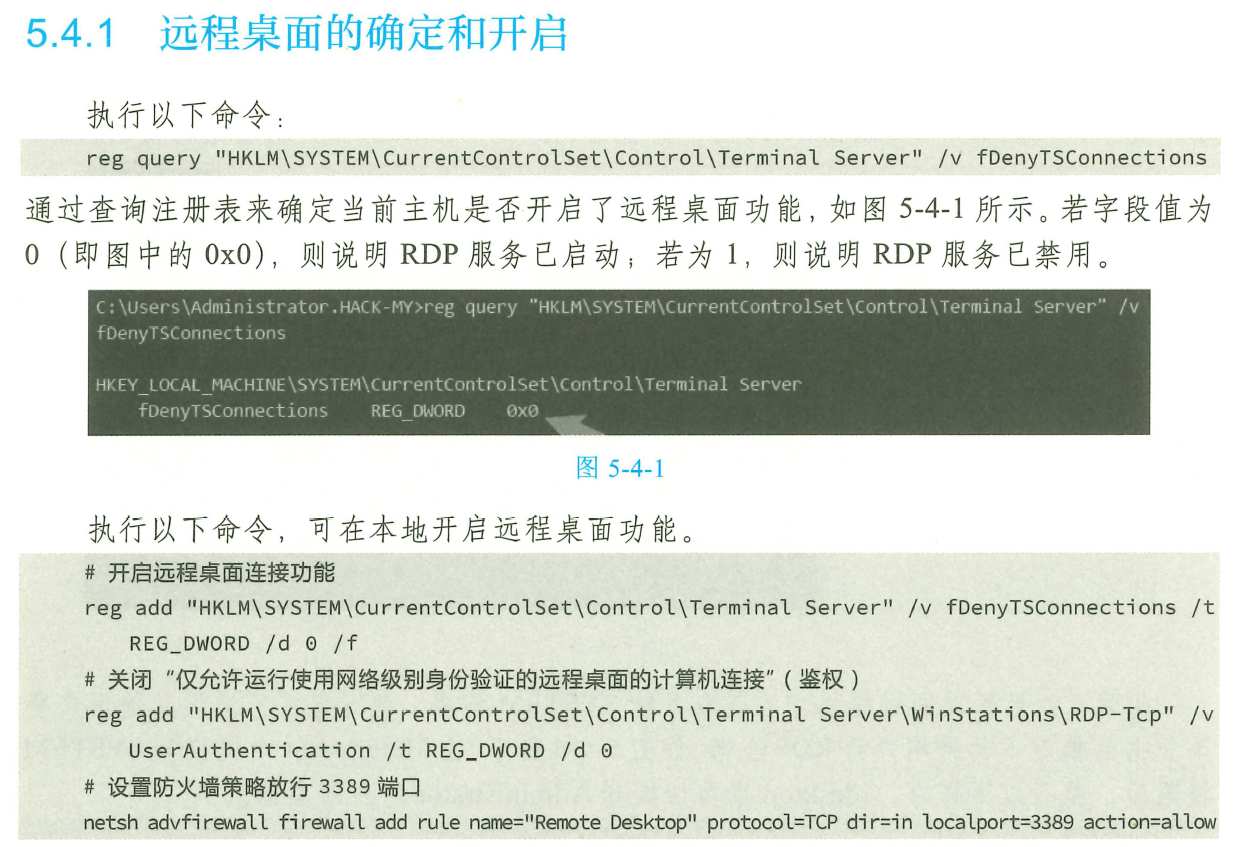 5.4.1 远程桌面的确定和开启
执行以下命令：
reg query "HKLM\SYSTEM\CurrentControlSet\Control\Terminal Server" /v fDenyTSConnections
通过查询注册表来确定当前主机是否开启了远程桌面功能，如图 5-4-1 所示。若字段值为
0（即图中的 0x0），则说明 RDP 服务已启动；若为 1，则说明 RDP 服务已禁用。
C:\Users\Administrator.HACK-MY>reg query "HKLM\SYSTEM\CurrentControlSet\Control\Terminal Server" /v
fDenyTSConnections
HKEY_LOCAL_MACHINE\SYSTEM\CurrentControlSet\Control\Terminal Server
fDenyTSConnections REG_DWORD 0x0
图 5-4-1
执行以下命令，可在本地开启远程桌面功能。
# 开启远程桌面连接功能
reg add "HKLM\SYSTEM\CurrentControlSet\Control\Terminal Server" /v fDenyTSConnections /t
REG_DWORD /d 0 /f
# 关闭“仅允许运行使用网络级别身份验证的远程桌面的计算机连接”（鉴权）
reg add "HKLM\SYSTEM\CurrentControlSet\Control\Terminal Server\WinStations\RDP-Tcp" /v
UserAuthentication /t REG_DWORD /d 0
# 设置防火墙策略放行 3389 端口
netsh advfirewall firewall add rule name="Remote Desktop" protocol=TCP dir=in localport=3389 action=allow